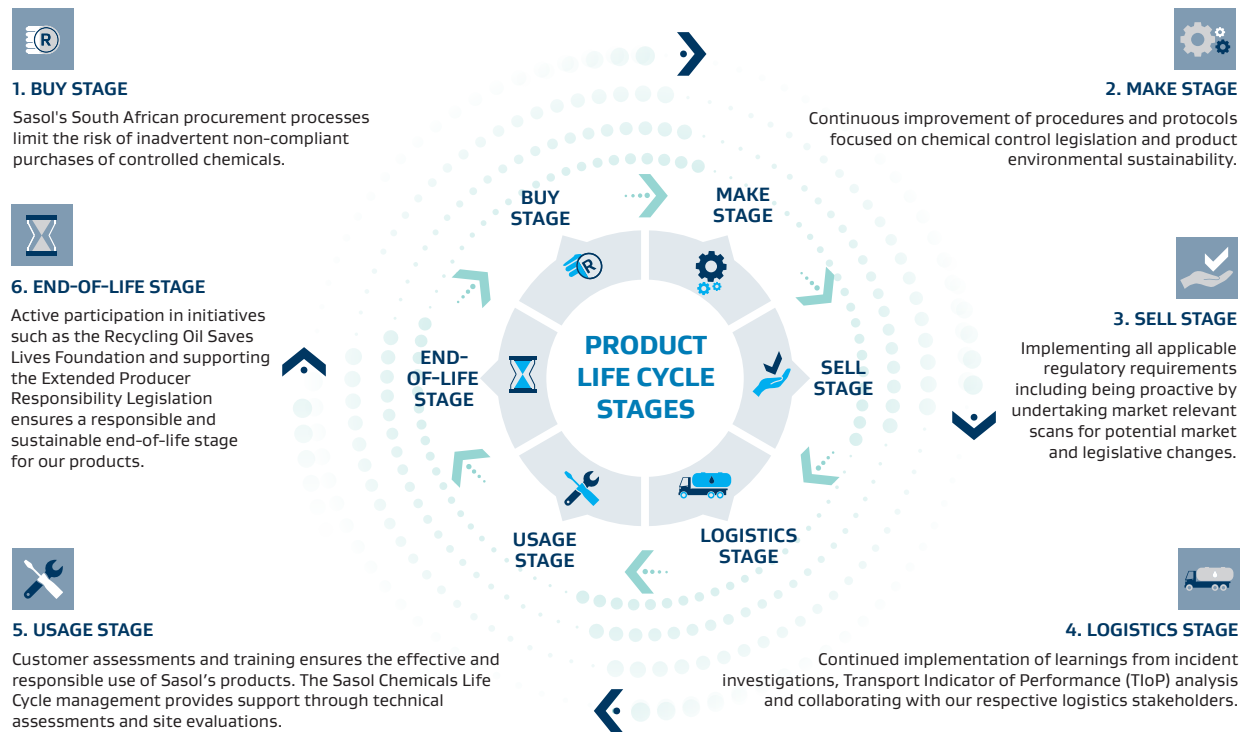 R
1. BUY STAGE
Sasol's South African procurement processes
limit the risk of inadvertent non-compliant
purchases of controlled chemicals.
2. MAKE STAGE
Continuous improvement of procedures and protocols
focused on chemical control legislation and product
environmental sustainability.
3. SELL STAGE
Implementing all applicable
regulatory requirements
including being proactive by
undertaking market relevant
scans for potential market
and legislative changes.
4. LOGISTICS STAGE
Continued implementation of learnings from incident
investigations, Transport Indicator of Performance (TIoP) analysis
and collaborating with our respective logistics stakeholders.
5. USAGE STAGE
Customer assessments and training ensures the effective and
responsible use of Sasol’s products. The Sasol Chemicals Life
Cycle management provides support through technical
assessments and site evaluations.
6. END-OF-LIFE STAGE
Active participation in initiatives
such as the Recycling Oil Saves
Lives Foundation and supporting
the Extended Producer
Responsibility Legislation
ensures a responsible and
sustainable end-of-life stage
for our products.
PRODUCT
LIFE CYCLE
STAGES
BUY
STAGE
R
MAKE
STAGE
SELL
STAGE
LOGISTICS
STAGE
USAGE
STAGE
END-
OF-LIFE
STAGE